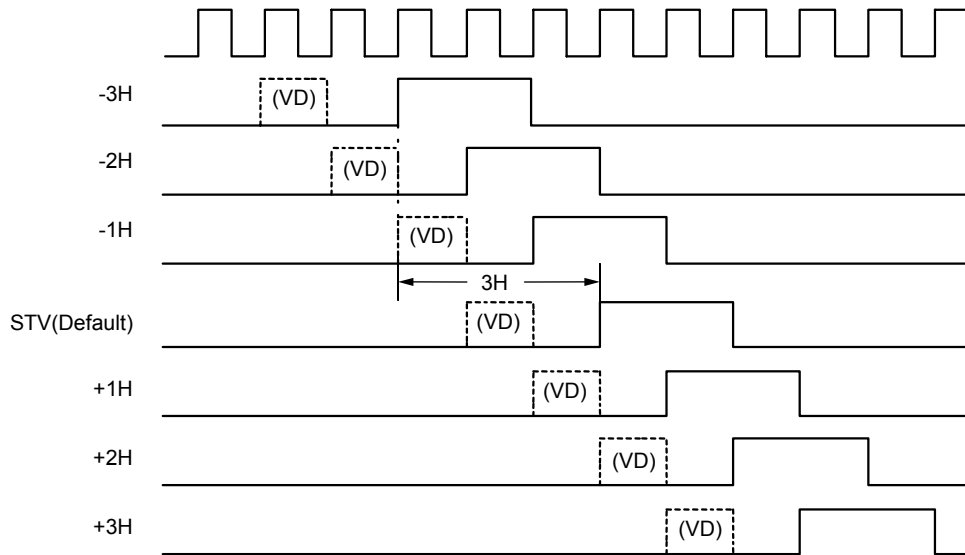 -3H
(VD)
-2H
(VD)
-1H
(VD)
3H
STV(Default)
(VD)
+1H
(VD)
+2H
(VD)
+3H
(VD)